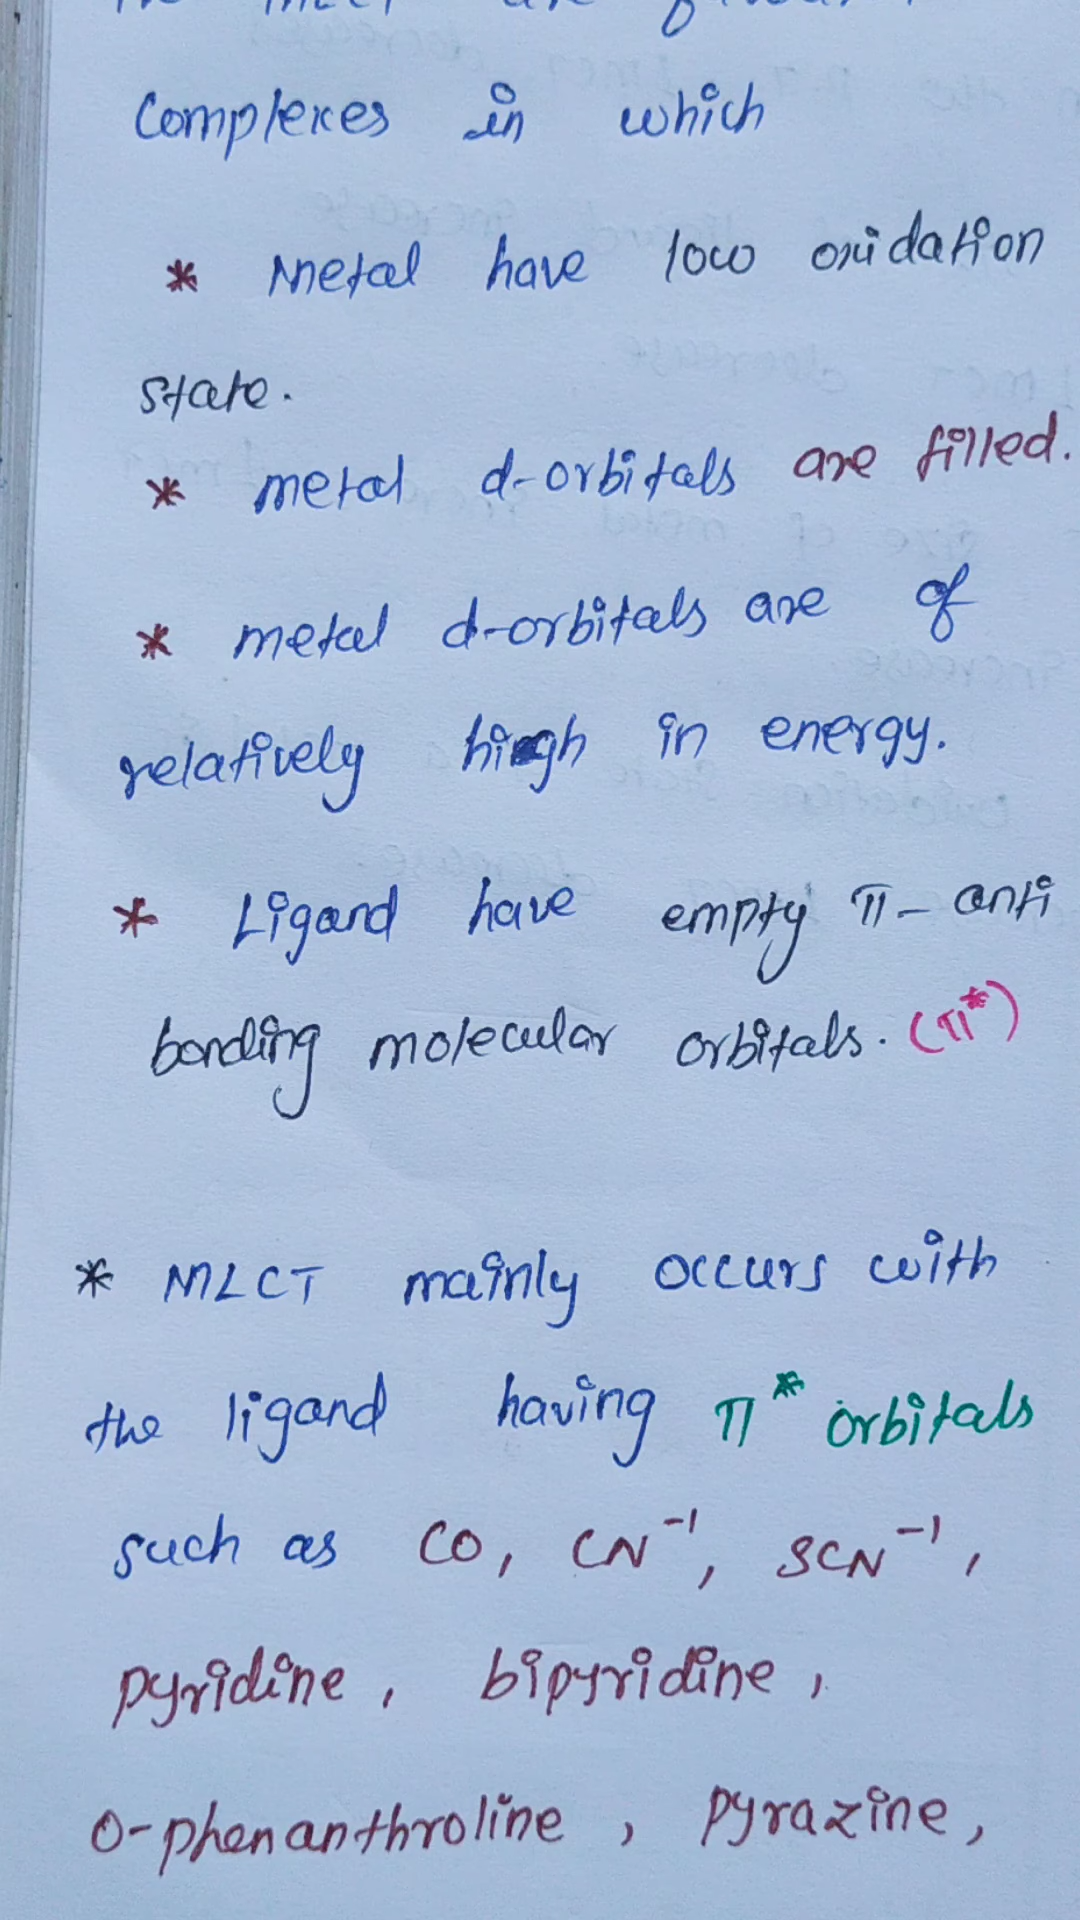 complexes in which
* Metal have low oxidation
state.
* metal d-orbitals are filled.
* metal d-orbitals are of
relatively high in energy.
* Ligand have empty π- anti
bonding molecular orbitals. (π*)
* MLCT mainly occurs with
the ligand having π* orbitals
such as CO, CN⁻¹, SCN⁻¹,
pyridine, bipyridine,
O-phenanthroline, pyrazine,